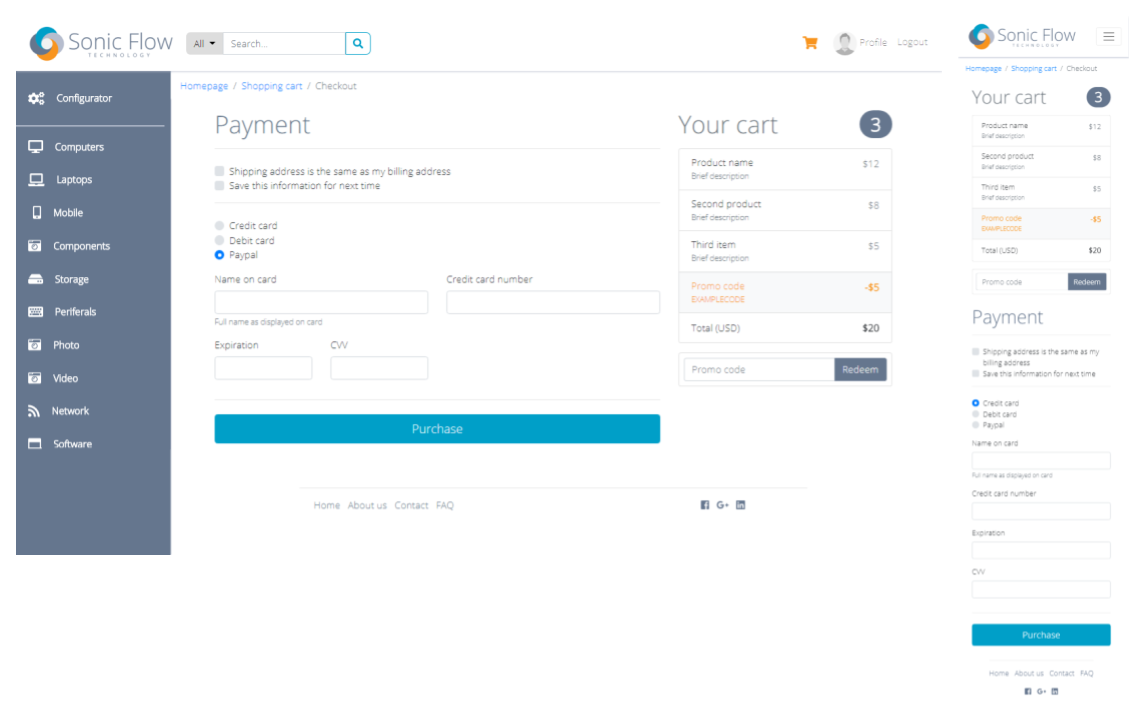 Sonic Flow
TECHNOLOGY
All
Search...
Profile Logout
Configurator
Computers
Laptops
Mobile
Components
Storage
Periferals
Photo
Video
Network
Software
Homepage / Shopping cart / Checkout
Payment
Shipping address is the same as my billing address
Save this information for next time
Credit card
Debit card
Paypal
Name on card
Credit card number
Full name as displayed on card
Expiration
CVV
Purchase
Your cart
3
Product name $12
Brief description
Second product $8
Brief description
Third item $5
Brief description
Promo code -$5
EXAMPLECODE
Total (USD) $20
Promo code
Redeem
Home About us Contact FAQ
G+ in
Sonic Flow
TECHNOLOGY
Homepage / Shopping cart / Checkout
Your cart
3
Product name $12
Brief description
Second product $8
Brief description
Third item $5
Brief description
Promo code -$5
EXAMPLECODE
Total (USD) $20
Promo code
Redeem
Payment
Shipping address is the same as my
billing address
Save this information for next time
Credit card
Debit card
Paypal
Name on card
Full name as displayed on card
Credit card number
Expiration
CVV
Purchase
Home About us Contact FAQ
G+ in